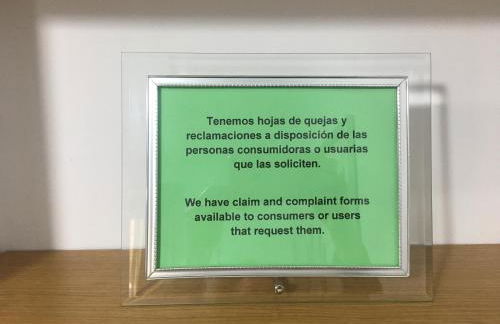 Tenemos hojas de quejas y
reclamaciones a disposición de las
personas consumidoras o usuarias
que las soliciten.
We have claim and complaint forms
available to consumers or users
that request them.